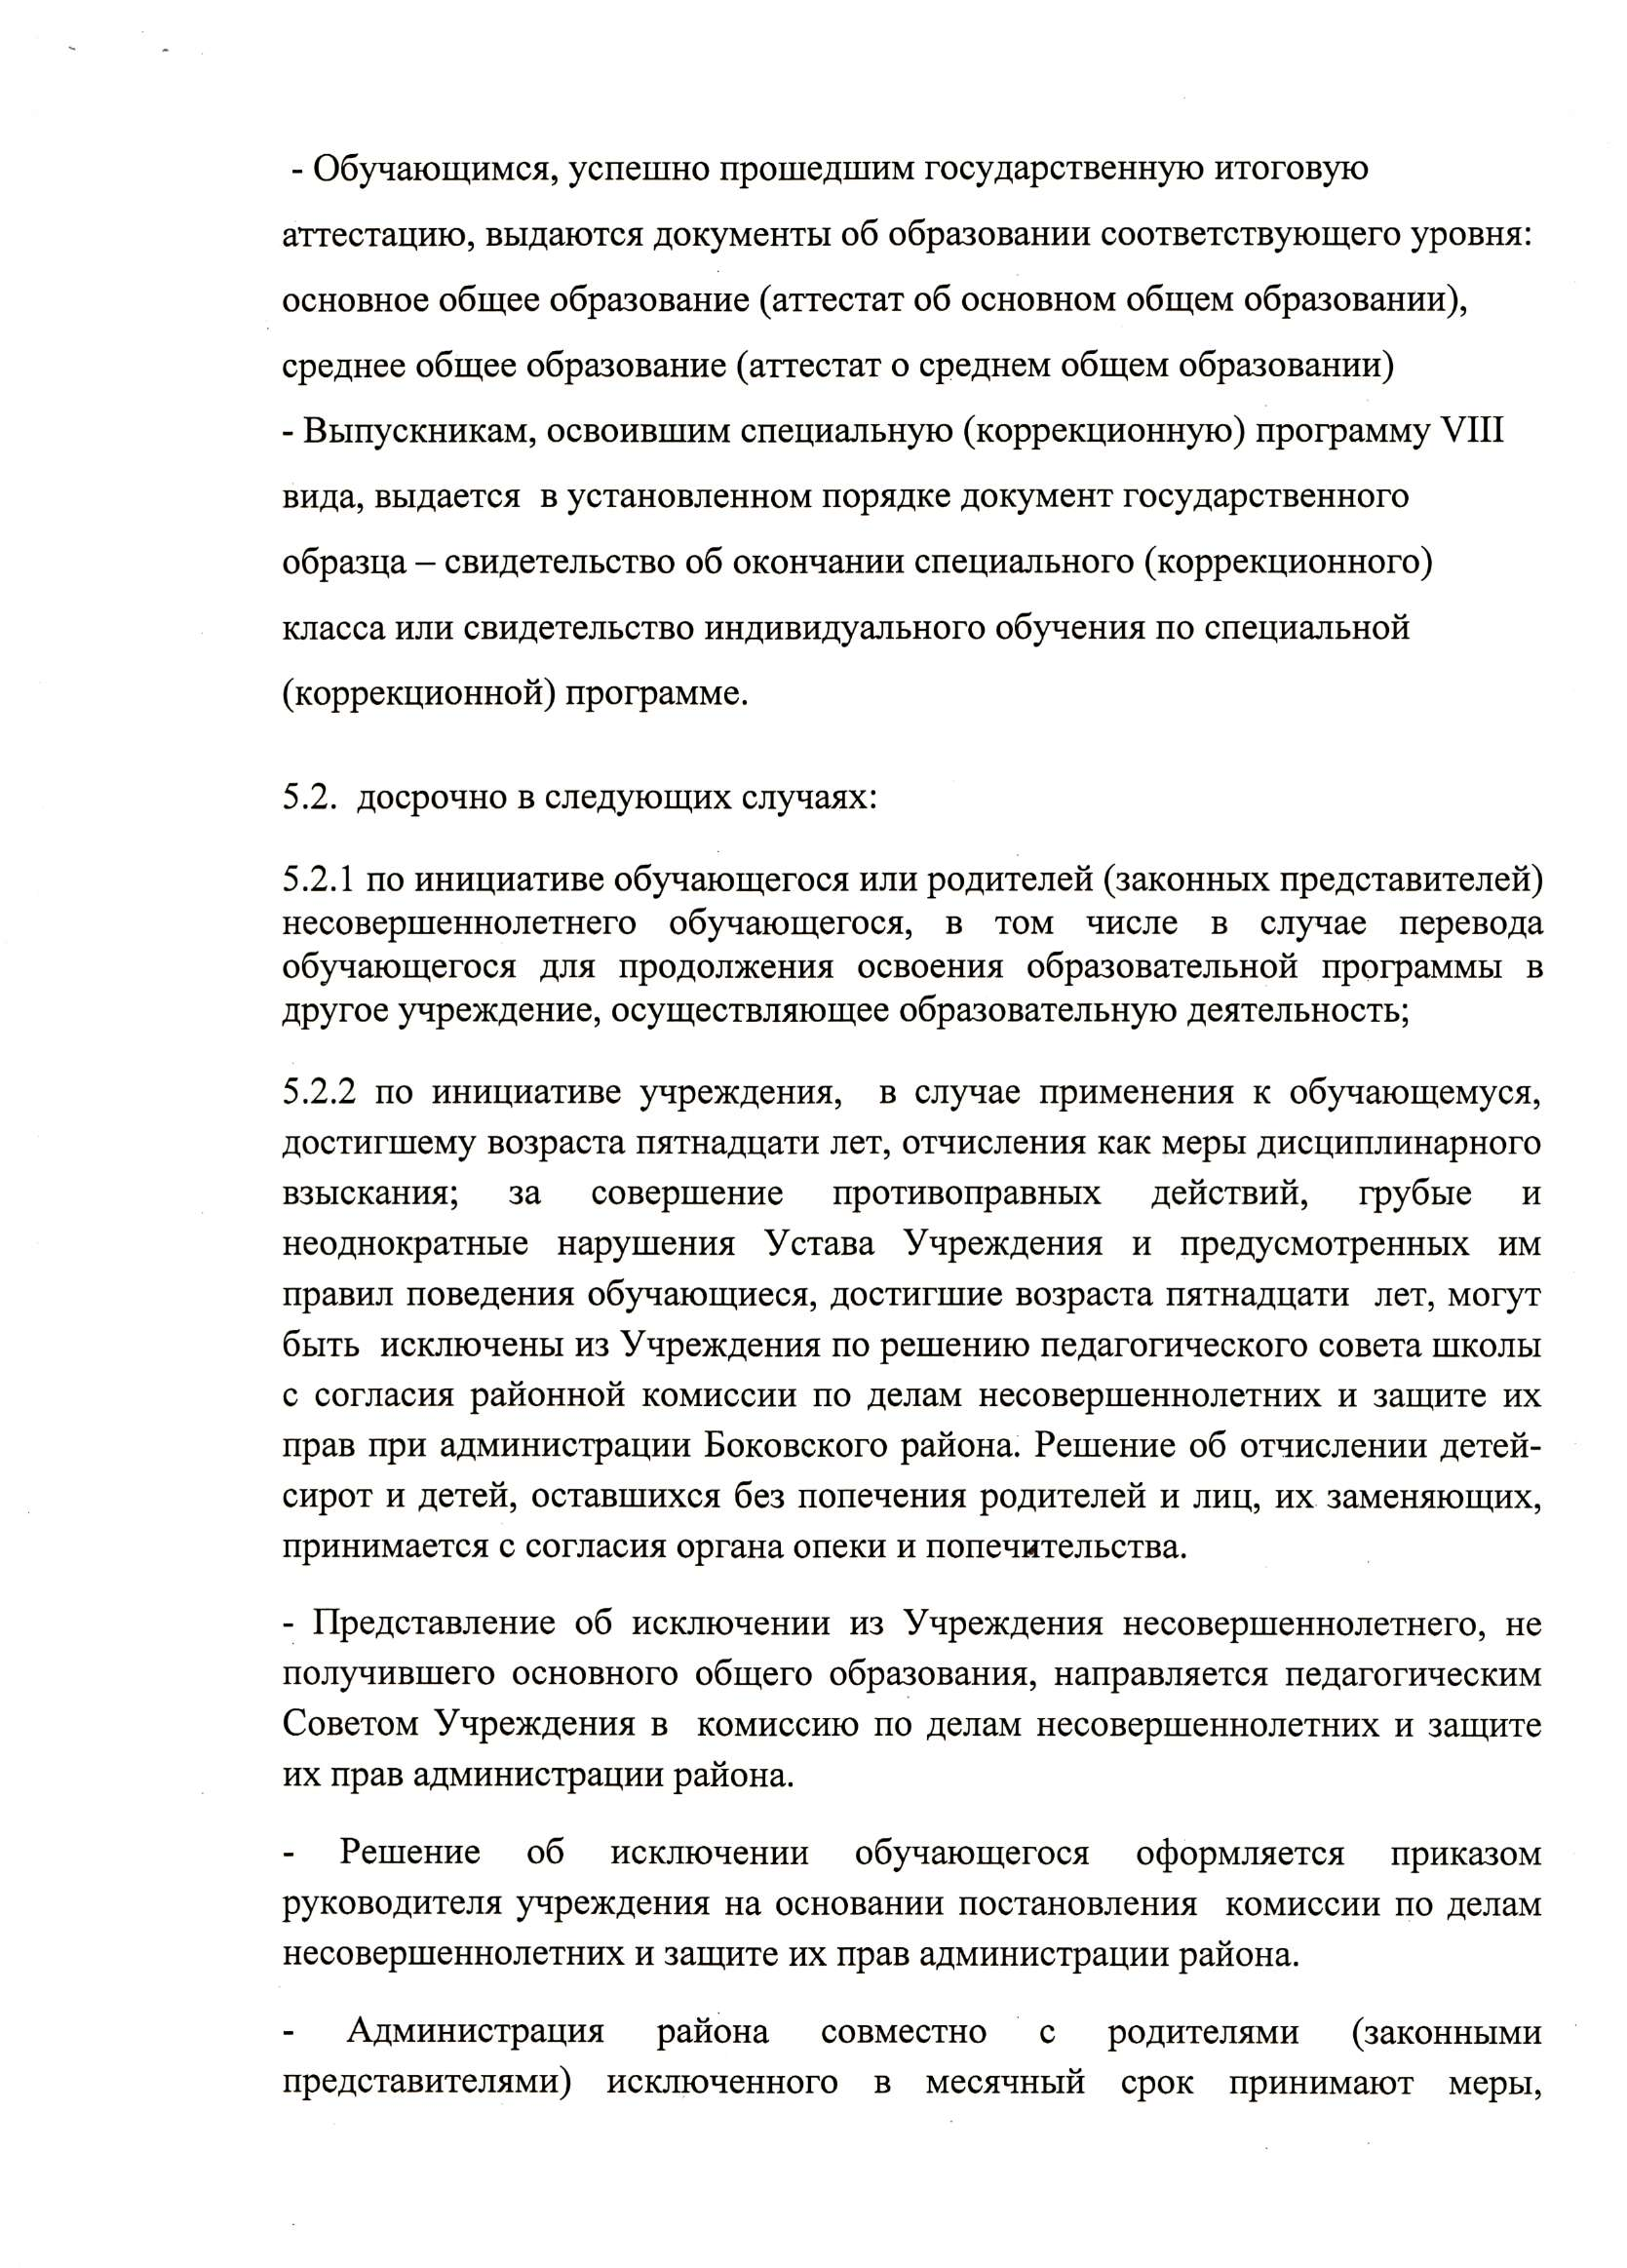 - Обучающимся, успешно прошедшим государственную итоговую
аттестацию, выдаются документы об образовании соответствующего уровня:
основное общее образование (аттестат об основном общем образовании),
среднее общее образование (аттестат о среднем общем образовании)
- Выпускникам, освоившим специальную (коррекционную) программу VIII
вида, выдается в установленном порядке документ государственного
образца – свидетельство об окончании специального (коррекционного)
класса или свидетельство индивидуального обучения по специальной
(коррекционной) программе.
5.2. досрочно в следующих случаях:
5.2.1 по инициативе обучающегося или родителей (законных представителей)
несовершеннолетнего обучающегося, в том числе в случае перевода
обучающегося для продолжения освоения образовательной программы в
другое учреждение, осуществляющее образовательную деятельность;
5.2.2 по инициативе учреждения, в случае применения к обучающемуся,
достигшему возраста пятнадцати лет, отчисления как меры дисциплинарного
взыскания; за совершение противоправных действий, грубые и
неоднократные нарушения Устава Учреждения и предусмотренных им
правил поведения обучающиеся, достигшие возраста пятнадцати лет, могут
быть исключены из Учреждения по решению педагогического совета школы
с согласия районной комиссии по делам несовершеннолетних и защите их
прав при администрации Боковского района. Решение об отчислении детей-
сирот и детей, оставшихся без попечения родителей и лиц, их заменяющих,
принимается с согласия органа опеки и попечительства.
- Представление об исключении из Учреждения несовершеннолетнего, не
получившего основного общего образования, направляется педагогическим
Советом Учреждения в комиссию по делам несовершеннолетних и защите
их прав администрации района.
- Решение об исключении обучающегося оформляется приказом
руководителя учреждения на основании постановления комиссии по делам
несовершеннолетних и защите их прав администрации района.
- Администрация района совместно с родителями (законными
представителями) исключенного в месячный срок принимают меры,